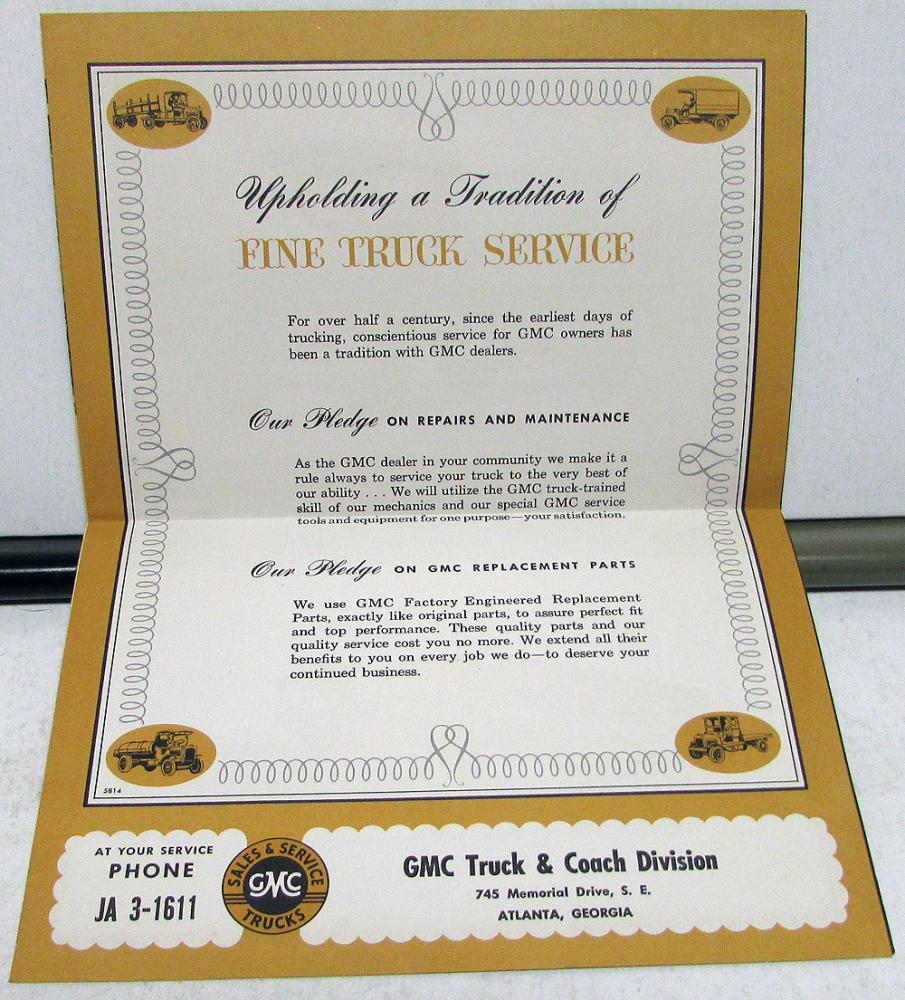 Upholding a Tradition of
FINE TRUCK SERVICE
For over half a century, since the earliest days of
trucking, conscientious service for GMC owners has
been a tradition with GMC dealers.
Our Pledge ON REPAIRS AND MAINTENANCE
As the GMC dealer in your community we make it a
rule always to service your truck to the very best of
our ability . . . We will utilize the GMC truck-trained
skill of our mechanics and our special GMC service
tools and equipment for one purpose—your satisfaction.
Our Pledge ON GMC REPLACEMENT PARTS
We use GMC Factory Engineered Replacement
Parts, exactly like original parts, to assure perfect fit
and top performance. These quality parts and our
quality service cost you no more. We extend all their
benefits to you on every job we do—to deserve your
continued business.
5814
AT YOUR SERVICE
PHONE
JA 3-1611
SALES & SERVICE
GMC
TRUCKS
GMC Truck & Coach Division
745 Memorial Drive, S. E.
ATLANTA, GEORGIA